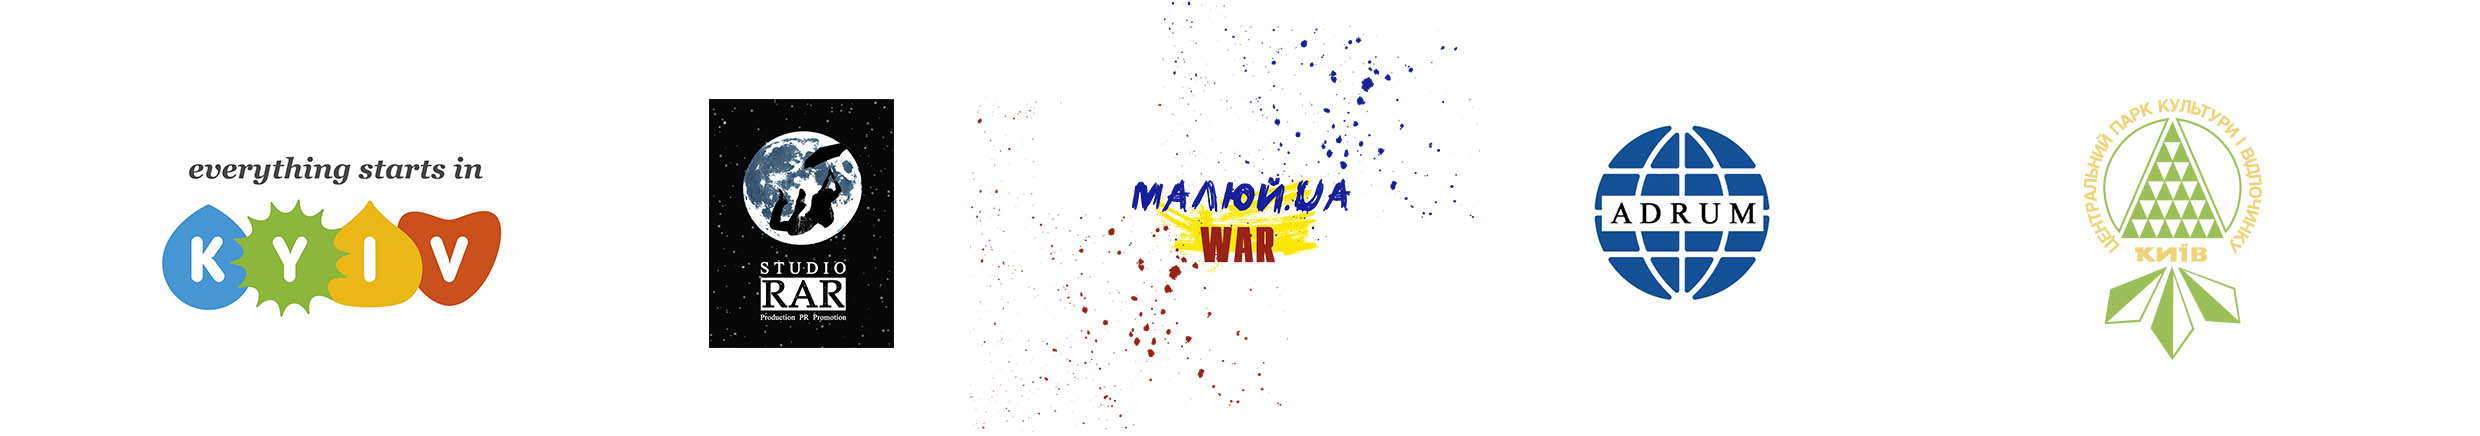 everything starts in
KYIV
STUDIO
RAR
Production PR Promotion
МАЛЮЙ.UA
WAR
ADRUM
ЦЕНТРАЛЬНИЙ ПАРК КУЛЬТУРИ І ВІДПОЧИНКУ
КИЇВ